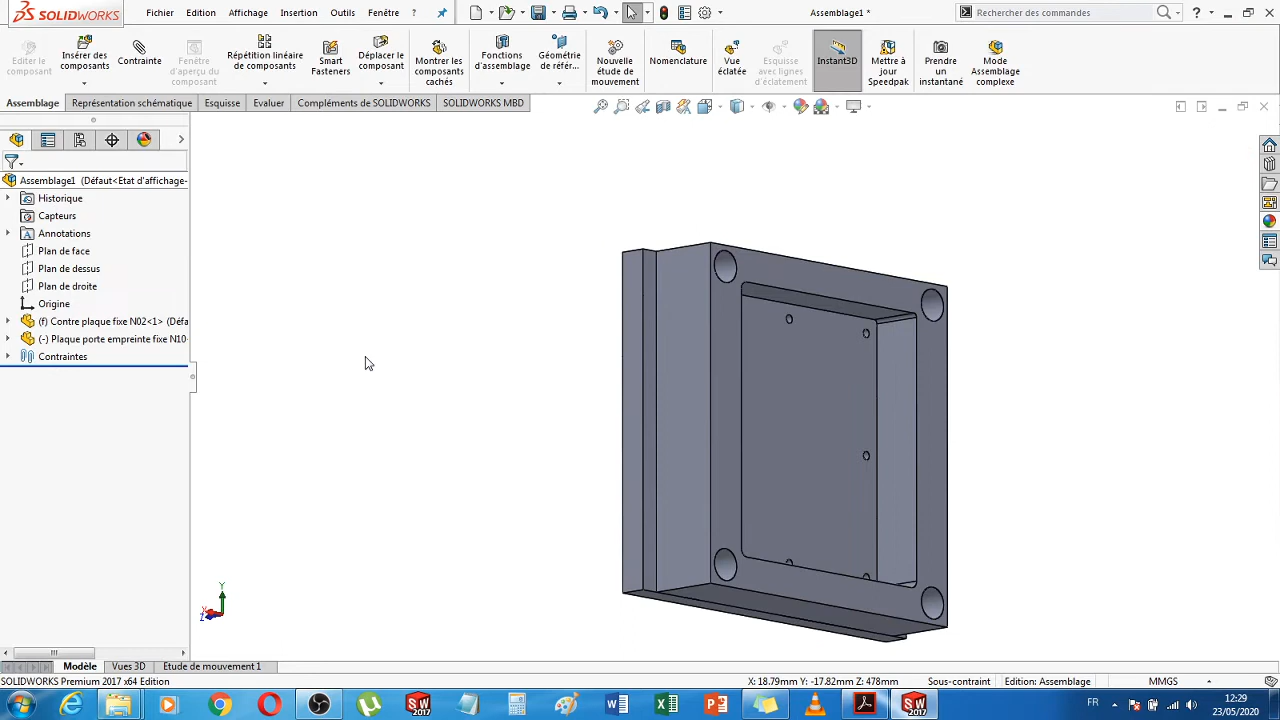 SOLIDWORKS
Fichier Edition Affichage Insertion Outils Fenêtre ?
Assemblage1 *
Rechercher des commandes
?
Editer le composant
Insérer des composants
Contrainte
Fenêtre d'aperçu du composant
Répétition linéaire de composants
Smart Fasteners
Déplacer le composant
Montrer les composants cachés
Fonctions d'assemblage
Géométrie de référ...
Nouvelle étude de mouvement
Nomenclature
Vue éclatée
Esquisse avec lignes d'éclatement
Instant3D
Mettre à jour Speedpak
Prendre un instantané
Mode Assemblage complexe
Assemblage Représentation schématique Esquisse Evaluer Compléments de SOLIDWORKS SOLIDWORKS MBD
Assemblage1 (Défaut<Etat d'affichage-
Historique
Capteurs
Annotations
Plan de face
Plan de dessus
Plan de droite
Origine
(f) Contre plaque fixe N02<1> (Défa
(-) Plaque porte empreinte fixe N10
Contraintes
Y
X
Z
Modèle Vues 3D Etude de mouvement 1
SOLIDWORKS Premium 2017 x64 Edition
X: 18.79mm Y: -17.82mm Z: 478mm
Sous-contraint
Edition: Assemblage
MMGS
SW 2017
SW 2017
FR
12:29
23/05/2020